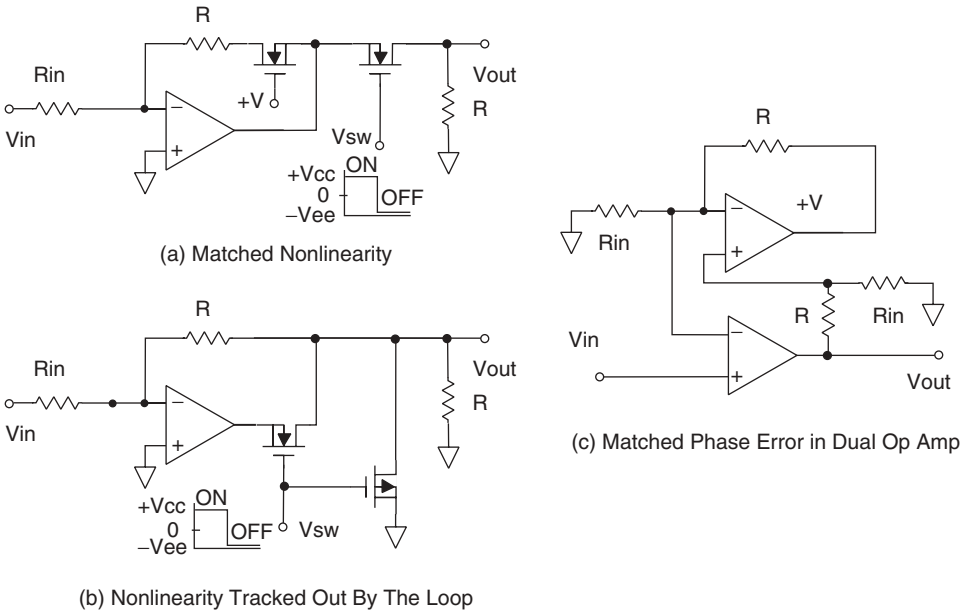 R
Rin
Vout
+V
R
Vin
−
+
Vsw
ON
+Vcc
0
OFF
−Vee
(a) Matched Nonlinearity
R
Rin
Vout
R
Vin
−
+
+Vcc
ON
0
OFF
−Vee
Vsw
(b) Nonlinearity Tracked Out By The Loop
R
−
+V
Rin
+
R
Rin
Vin
−
+
Vout
(c) Matched Phase Error in Dual Op Amp